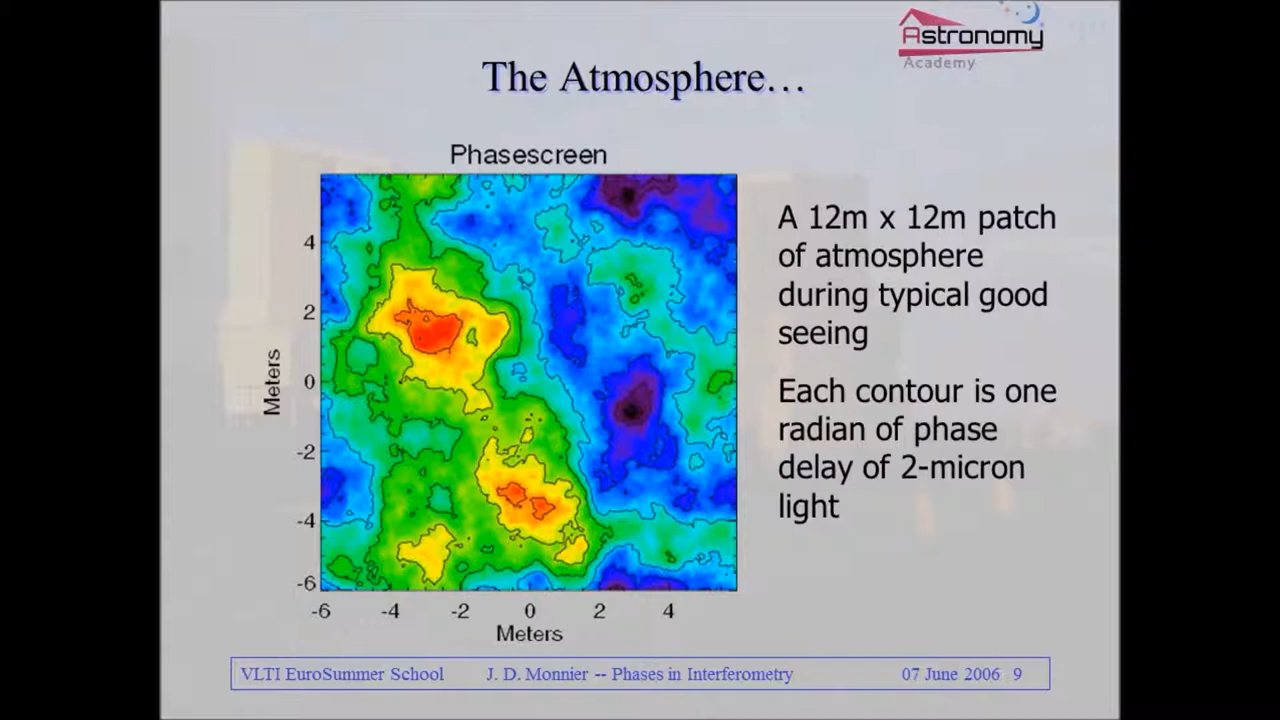 Astronomy
Academy
The Atmosphere…
Phasescreen
A 12m x 12m patch
of atmosphere
during typical good
seeing
Each contour is one
radian of phase
delay of 2-micron
light
Meters
4
2
0
-2
-4
-6
-6 -4 -2 0 2 4
Meters
VLTI EuroSummer School J. D. Monnier -- Phases in Interferometry 07 June 2006 9